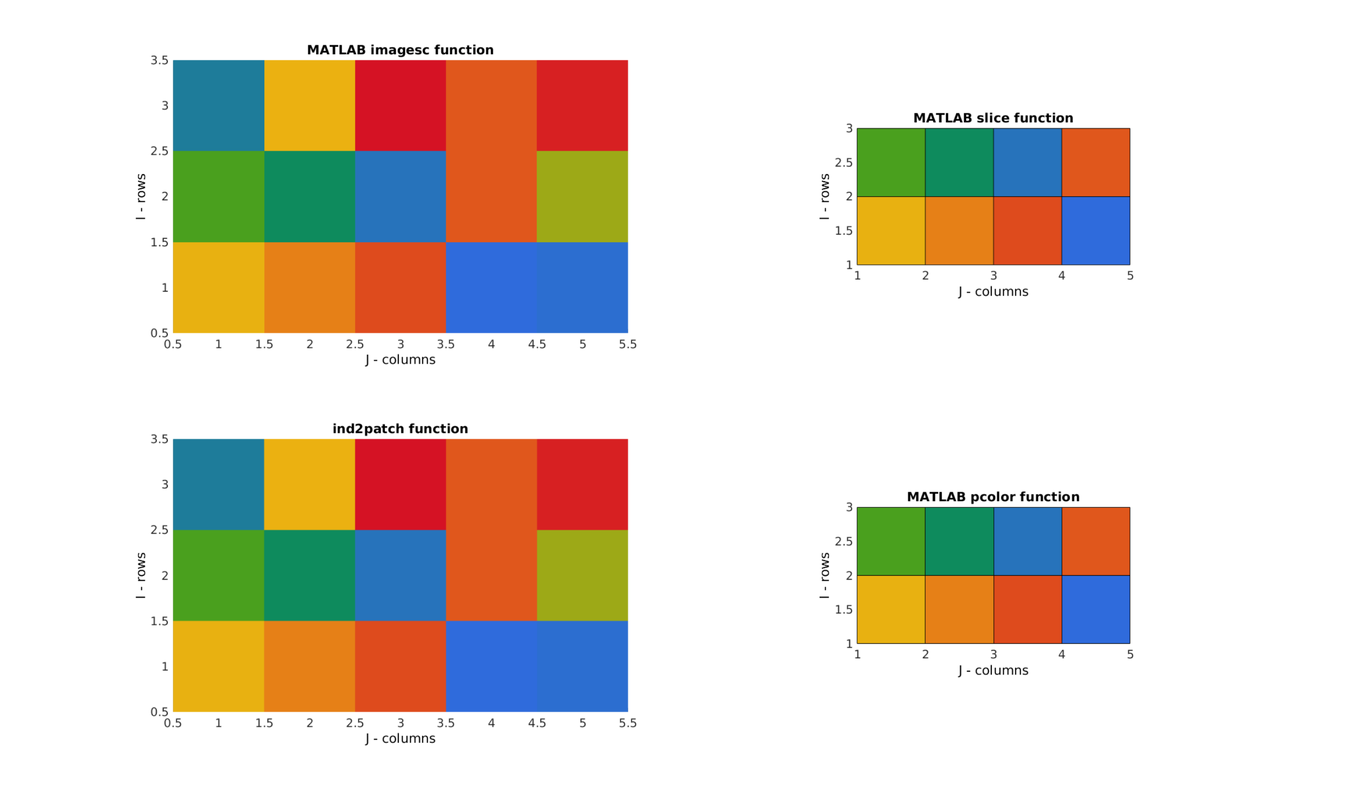 MATLAB imagesc function
3.5
3
2.5
2
1.5
1
0.5
I - rows
0.5 1 1.5 2 2.5 3 3.5 4 4.5 5 5.5
J - columns
MATLAB slice function
3
2.5
2
1.5
1
I - rows
1 2 3 4 5
J - columns
ind2patch function
3.5
3
2.5
2
1.5
1
0.5
I - rows
0.5 1 1.5 2 2.5 3 3.5 4 4.5 5 5.5
J - columns
MATLAB pcolor function
3
2.5
2
1.5
1
I - rows
1 2 3 4 5
J - columns